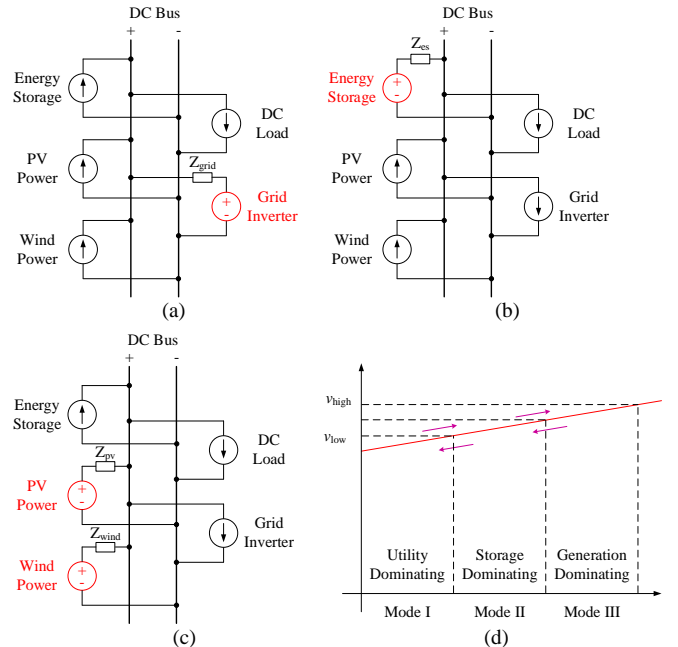 DC Bus
+ -
Energy
Storage
DC
Load
PV
Power
Z_grid
+
-
Grid
Inverter
Wind
Power
(a)
DC Bus
+ -
Z_es
Energy
Storage
+
-
DC
Load
PV
Power
Grid
Inverter
Wind
Power
(b)
DC Bus
+ -
Energy
Storage
DC
Load
Z_pv
PV
Power
+
-
Grid
Inverter
Z_wind
Wind
Power
+
-
(c)
v_high
v_low
Utility
Dominating
Storage
Dominating
Generation
Dominating
Mode I
Mode II
Mode III
(d)